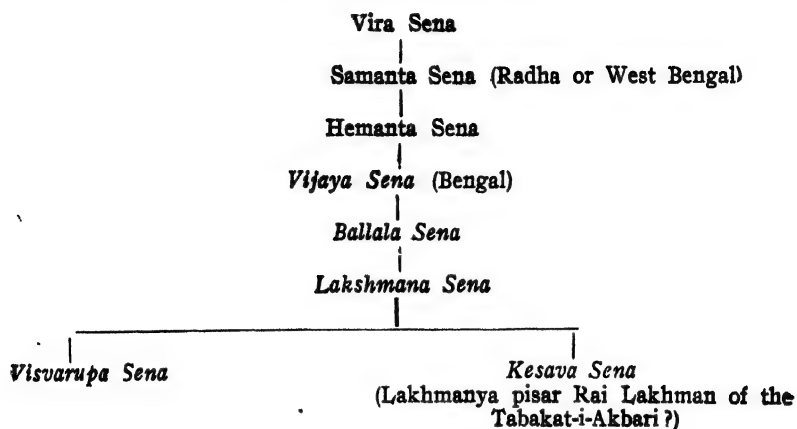 Vira Sena
Samanta Sena (Radha or West Bengal)
Hemanta Sena
Vijaya Sena (Bengal)
Ballala Sena
Lakshmana Sena
Visvarupa Sena Kesava Sena
(Lakhmanya pisar Rai Lakhman of the
Tabakat-i-Akbari?)